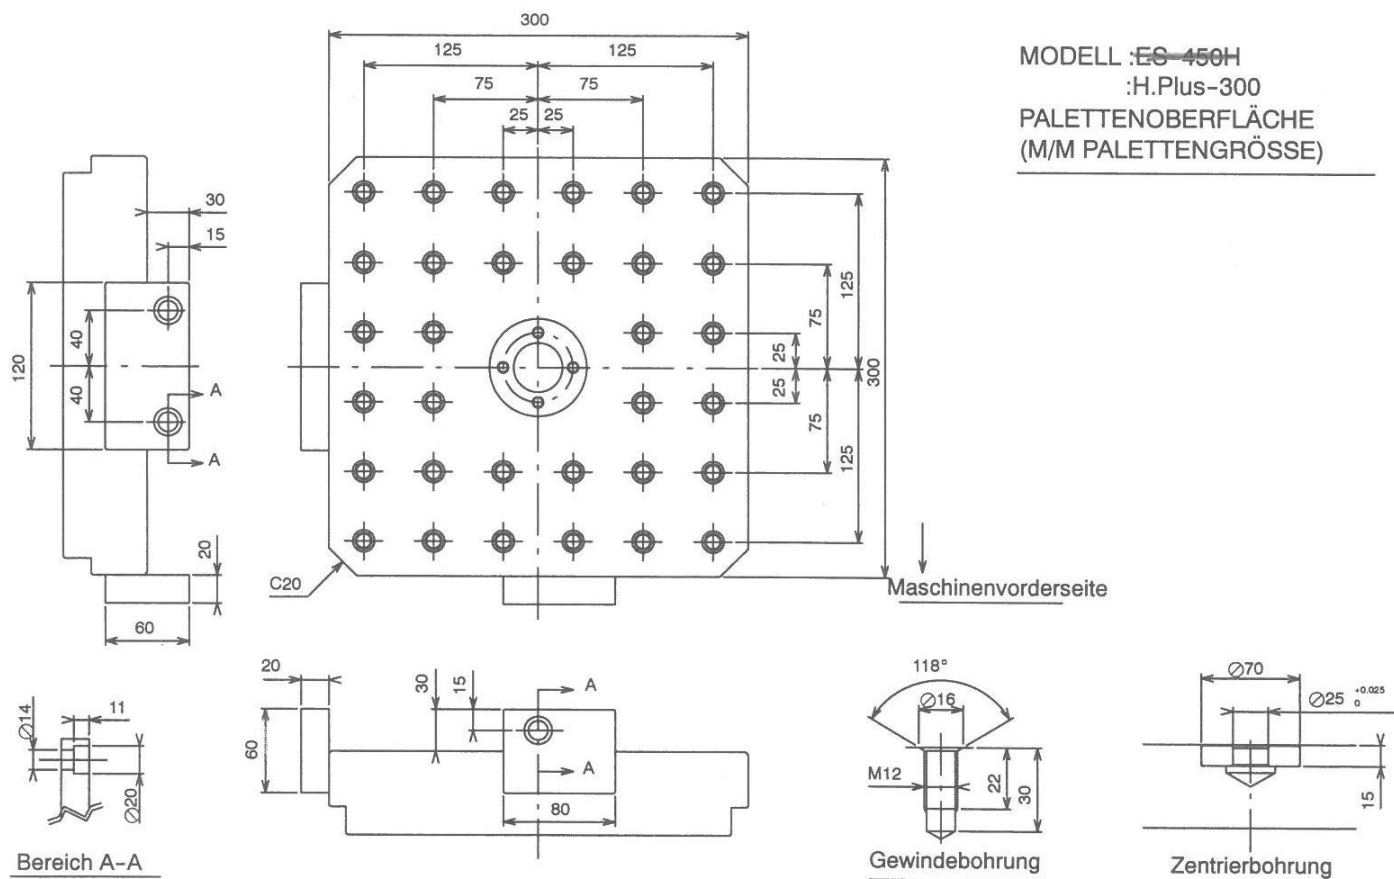 300
125 125
75 75
25 25
MODELL :ES-450H
:H.Plus-300
PALETTENOBERFLÄCHE
(M/M PALETTENGRÖSSE)
30
15
120
40
40
A
A
20
60
125
75
25
300
25
75
125
C20
Maschinenvorderseite
Ø14
11
Ø20
Bereich A-A
20
30
15
A
60
A
80
118°
Ø16
M12
22
30
Gewindebohrung
Ø70
Ø25 +0.025
0
15
Zentrierbohrung